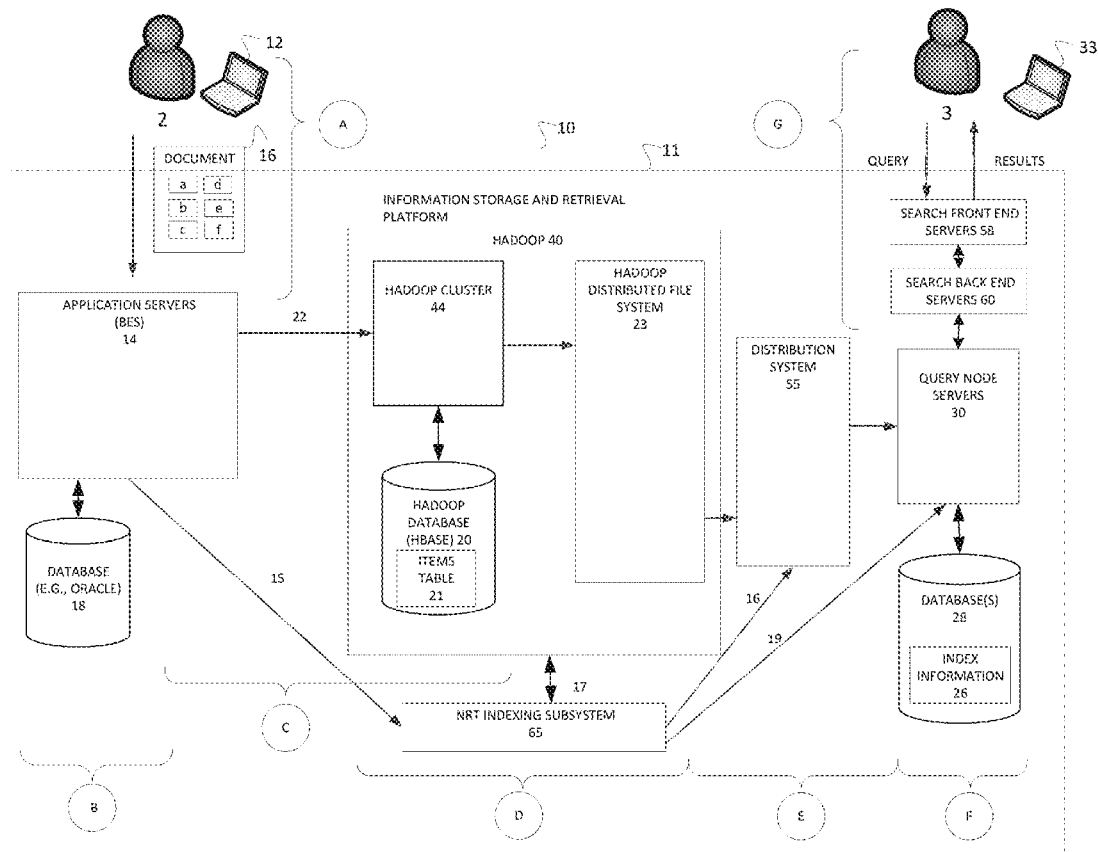 12
33
2
3
A
G
10
DOCUMENT
16
a d
b e
c f
11
QUERY
RESULTS
INFORMATION STORAGE AND RETRIEVAL
PLATFORM
SEARCH FRONT END
SERVERS 58
HADOOP 40
SEARCH BACK END
SERVERS 60
APPLICATION SERVERS
(BES)
14
22
HADOOP CLUSTER
44
HADOOP
DISTRIBUTED FILE
SYSTEM
23
DISTRIBUTION
SYSTEM
55
QUERY NODE
SERVERS
30
HADOOP
DATABASE
(HBASE) 20
ITEMS
TABLE
21
DATABASE
(E.G., ORACLE)
18
15
16
19
DATABASE(S)
28
INDEX
INFORMATION
26
17
NRT INDEXING SUBSYSTEM
65
C
B
D
E
F